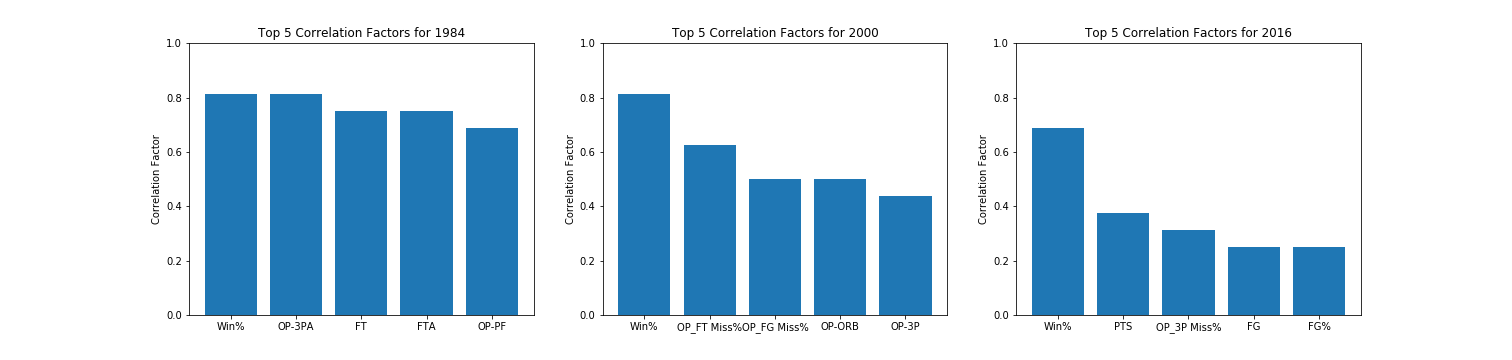 Top 5 Correlation Factors for 1984
1.0
0.8
0.6
0.4
0.2
0.0
Correlation Factor
Win% OP-3PA FT FTA OP-PF
Top 5 Correlation Factors for 2000
1.0
0.8
0.6
0.4
0.2
0.0
Correlation Factor
Win% OP_FT Miss% OP_FG Miss% OP-ORB OP-3P
Top 5 Correlation Factors for 2016
1.0
0.8
0.6
0.4
0.2
0.0
Correlation Factor
Win% PTS OP_3P Miss% FG FG%